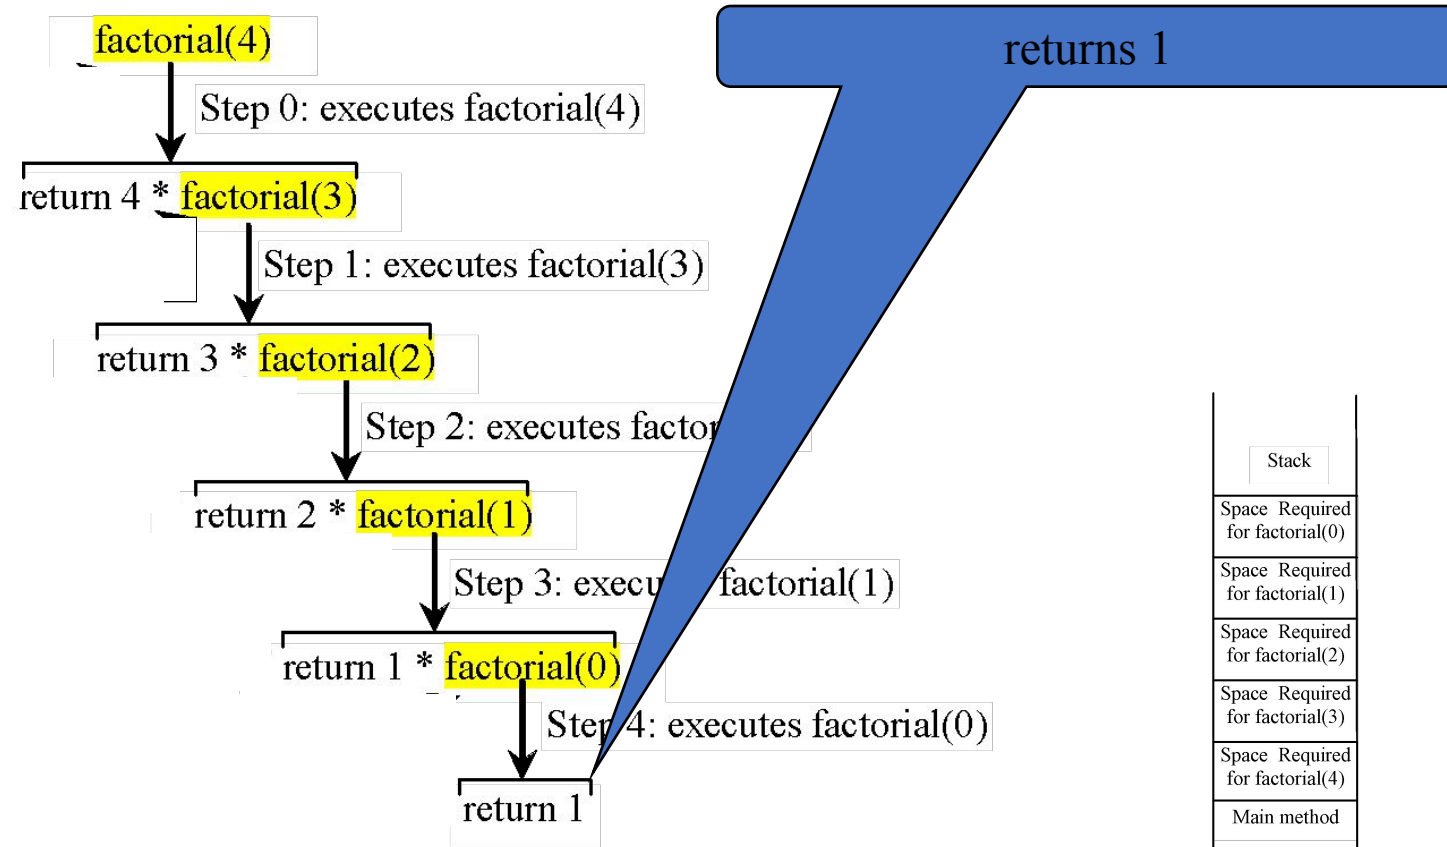 factorial(4)
returns 1
Step 0: executes factorial(4)
return 4 * factorial(3)
Step 1: executes factorial(3)
return 3 * factorial(2)
Step 2: executes
return 2 * factorial(1)
Step 3: factorial(1)
return 1 * factorial(0)
Step 4: executes factorial(0)
return 1
Stack
Space Required
for factorial(0)
Space Required
for factorial(1)
Space Required
for factorial(2)
Space Required
for factorial(3)
Space Required
for factorial(4)
Main method